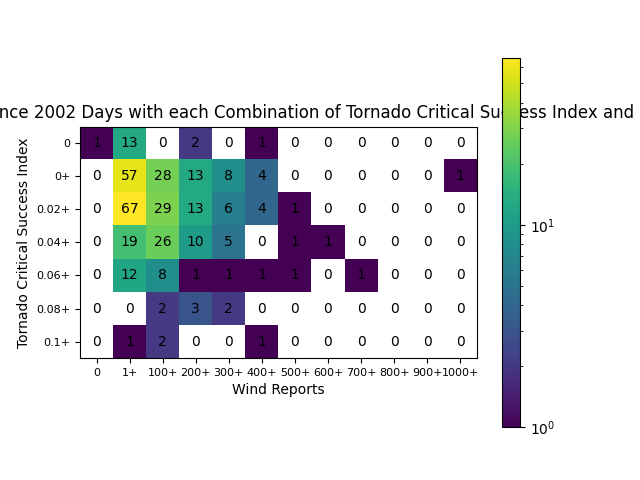 nce 2002 Days with each Combination of Tornado Critical Success Index and
Tornado Critical Success Index
0 1 13 0 2 0 1 0 0 0 0 0 0
0+ 0 57 28 13 8 4 0 0 0 0 0 1
0.02+ 0 67 29 13 6 4 1 0 0 0 0 0
0.04+ 0 19 26 10 5 0 1 1 0 0 0 0
0.06+ 0 12 8 1 1 1 1 0 1 0 0 0
0.08+ 0 0 2 3 2 0 0 0 0 0 0 0
0.1+ 0 1 2 0 0 1 0 0 0 0 0 0
0 1+ 100+ 200+ 300+ 400+ 500+ 600+ 700+ 800+ 900+ 1000+
Wind Reports
10¹
10⁰